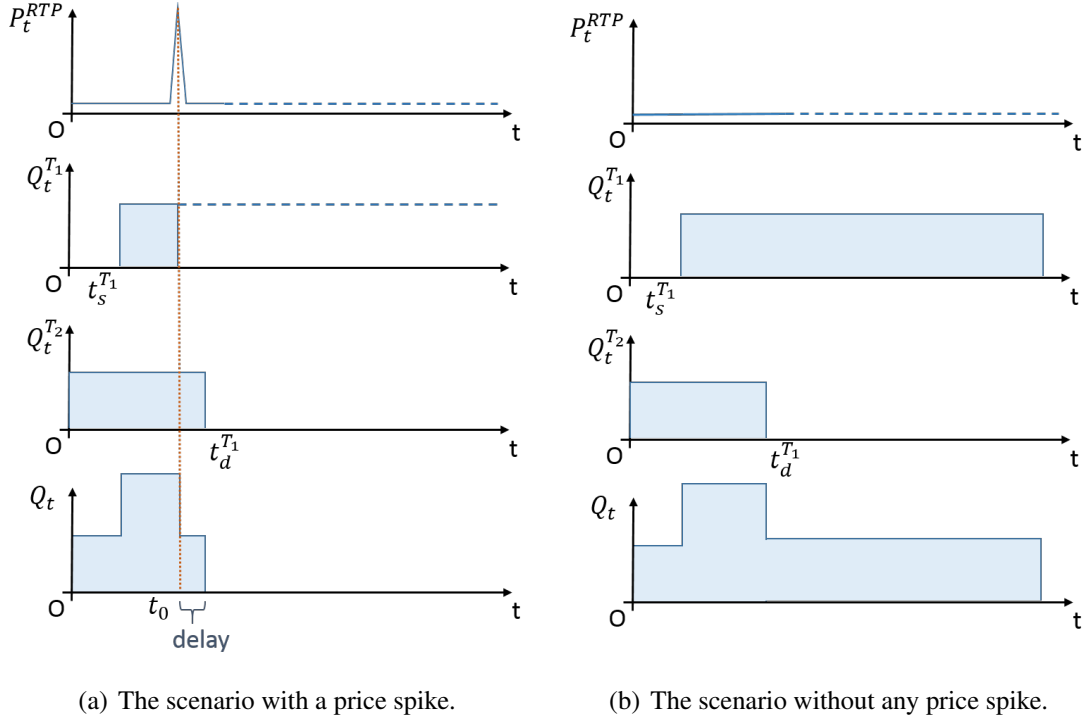 P_t^{RTP}
O
t
Q_t^{T_1}
O
t_s^{T_1}
t
Q_t^{T_2}
O
t_d^{T_1}
t
Q_t
O
t_0
t
delay
(a) The scenario with a price spike.
P_t^{RTP}
O
t
Q_t^{T_1}
O
t_s^{T_1}
t
Q_t^{T_2}
O
t_d^{T_1}
t
Q_t
O
t
(b) The scenario without any price spike.